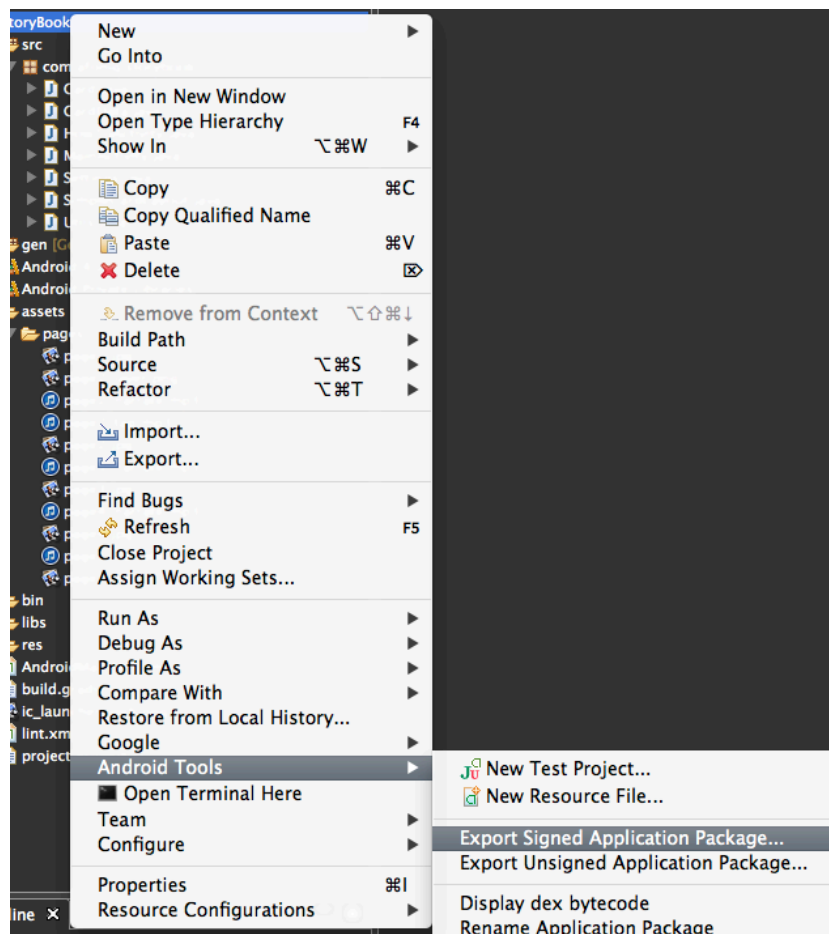 toryBook
src
com
gen [G
Androi
Androi
assets
pag
bin
libs
res
Androi
build.g
ic_laun
lint.xm
project
line ✕
New
Go Into
Open in New Window
Open Type Hierarchy F4
Show In ⌥⌘W
Copy ⌘C
Copy Qualified Name
Paste ⌘V
Delete ⌦
Remove from Context ⌥⇧⌘↓
Build Path
Source ⌥⌘S
Refactor ⌥⌘T
Import...
Export...
Find Bugs
Refresh F5
Close Project
Assign Working Sets...
Run As
Debug As
Profile As
Compare With
Restore from Local History...
Google
Android Tools
Open Terminal Here
Team
Configure
Properties ⌘I
Resource Configurations
New Test Project...
New Resource File...
Export Signed Application Package...
Export Unsigned Application Package...
Display dex bytecode
Rename Application Package